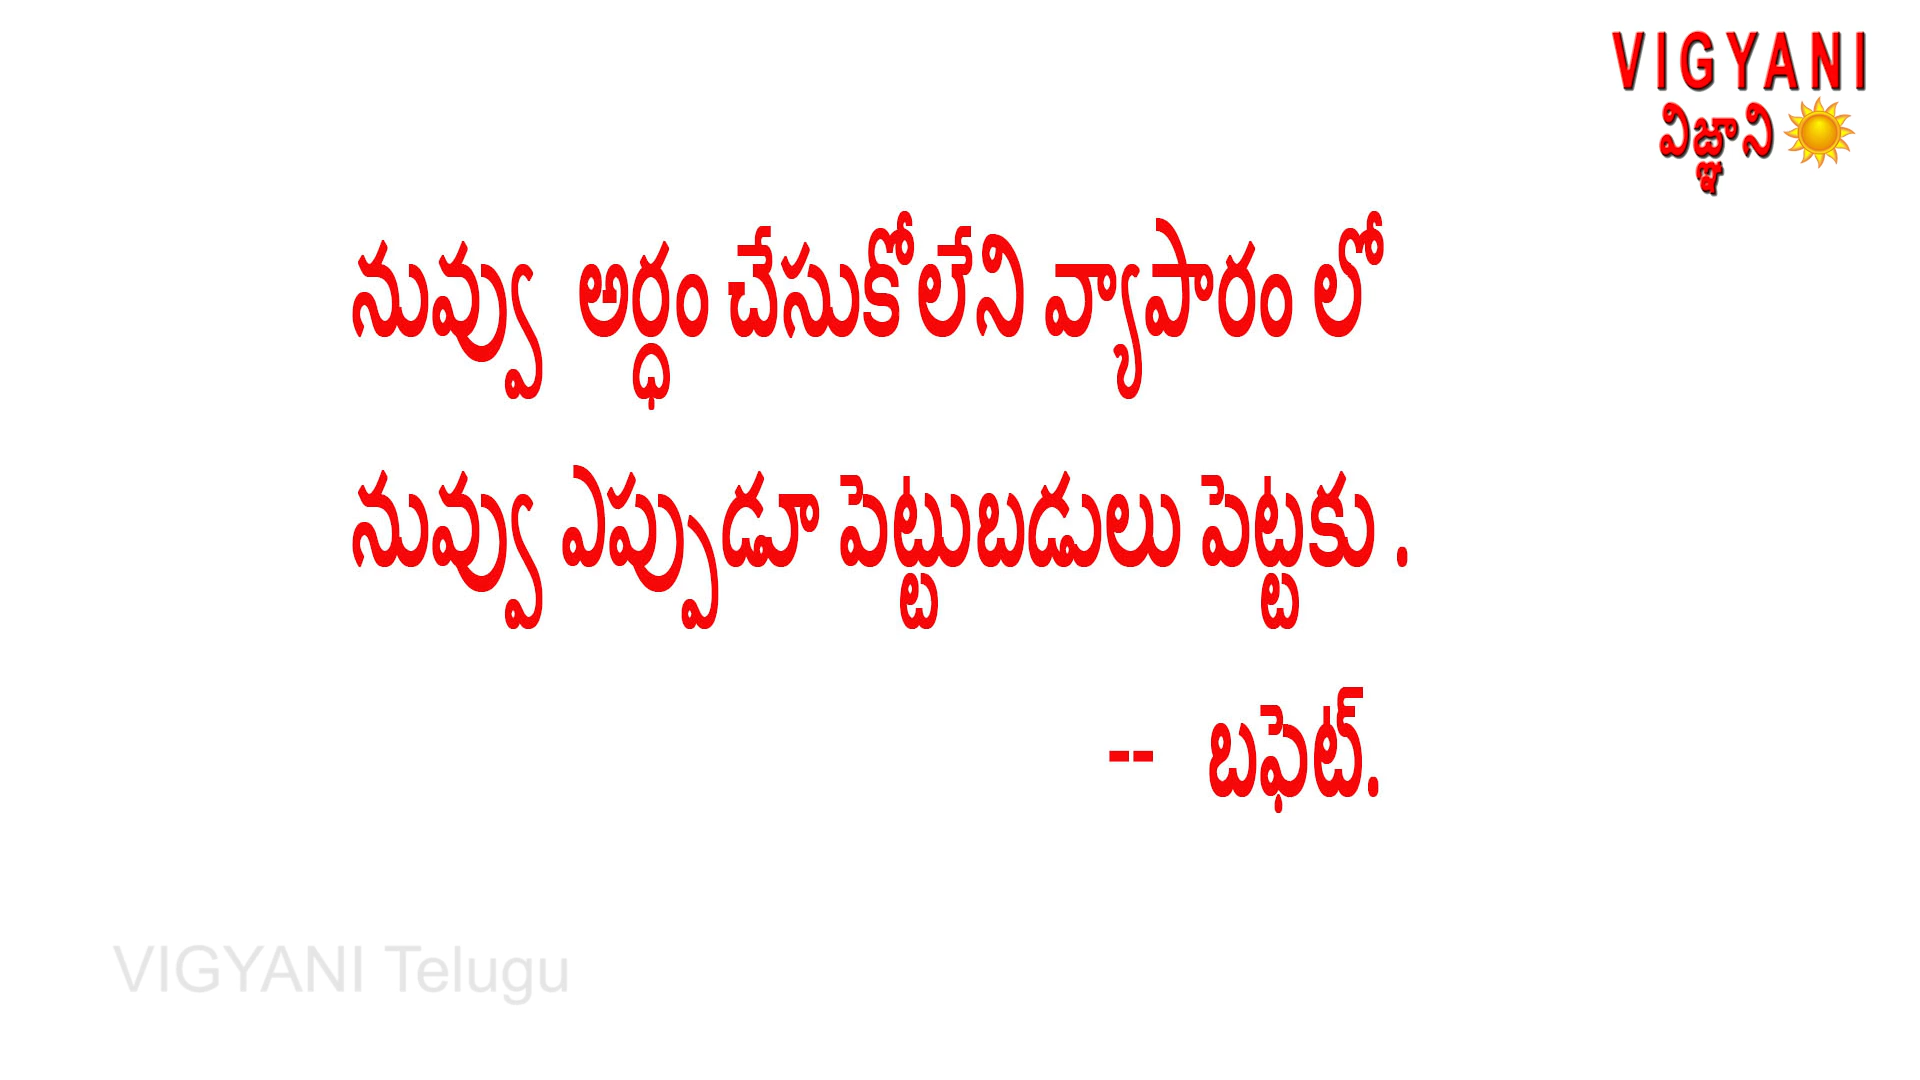 VIGYANI
విజ్ఞాని
నువ్వు అర్ధం చేసుకోలేని వ్యాపారం లో
నువ్వు ఎప్పుడూ పెట్టుబడులు పెట్టకు .
-- బఫెట్.
VIGYANI Telugu